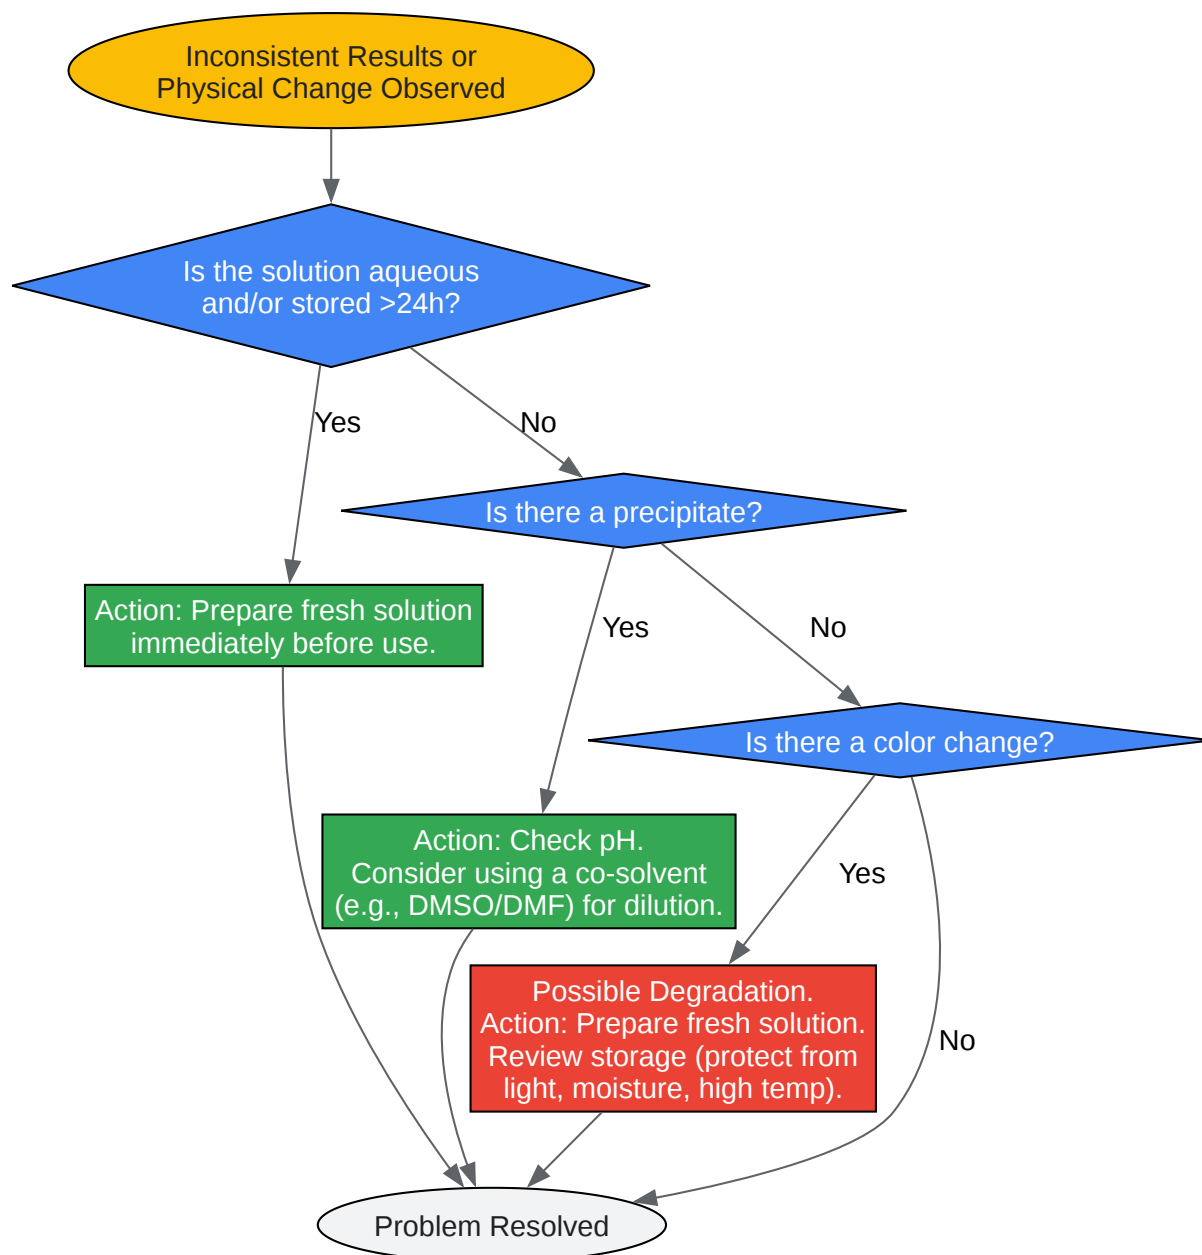 Inconsistent Results or
Physical Change Observed
Is the solution aqueous
and/or stored >24h?
Yes
No
Is there a precipitate?
Action: Prepare fresh solution
immediately before use.
Yes
No
Is there a color change?
Action: Check pH.
Consider using a co-solvent
(e.g., DMSO/DMF) for dilution.
Yes
Possible Degradation.
Action: Prepare fresh solution.
Review storage (protect from
light, moisture, high temp).
No
Problem Resolved